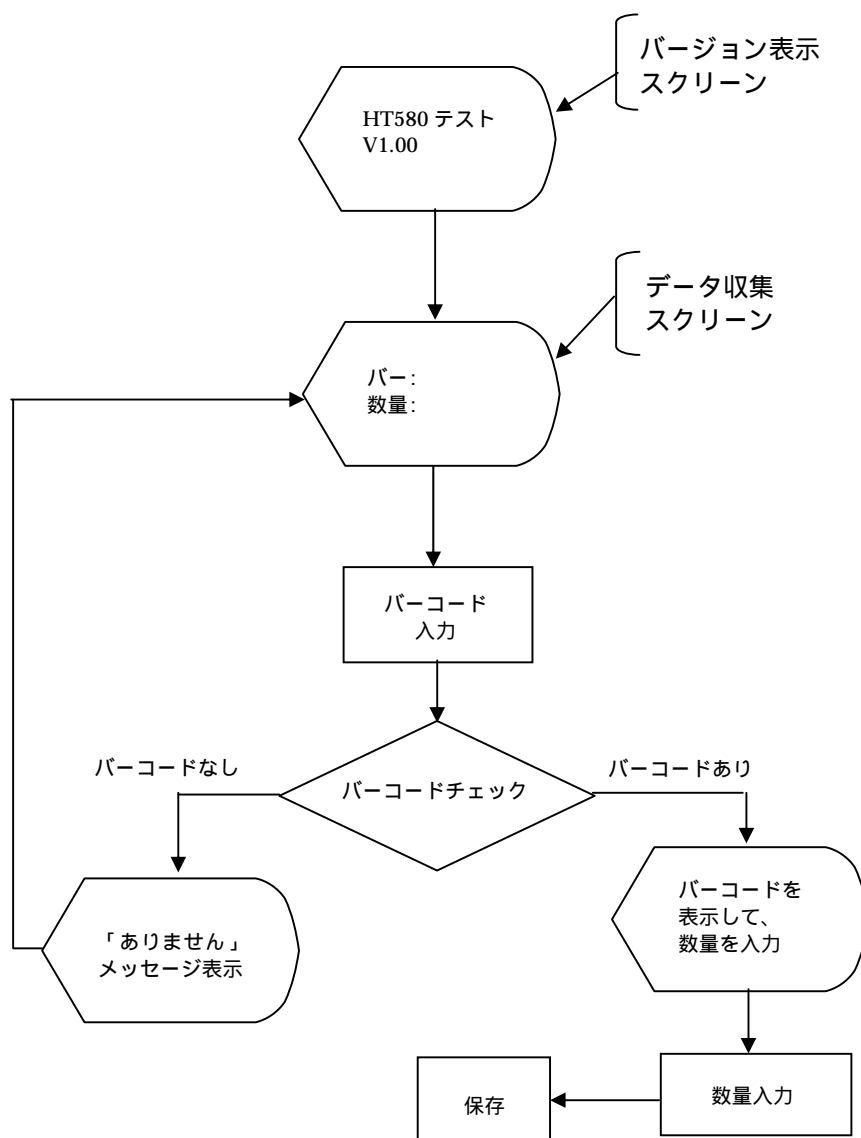 バージョン表示
スクリーン
HT580 テスト
V1.00
データ収集
スクリーン
バー:
数量:
バーコード
入力
バーコードなし
バーコードあり
バーコードチェック
バーコードを
表示して、
数量を入力
「ありません」
メッセージ表示
保存
数量入力